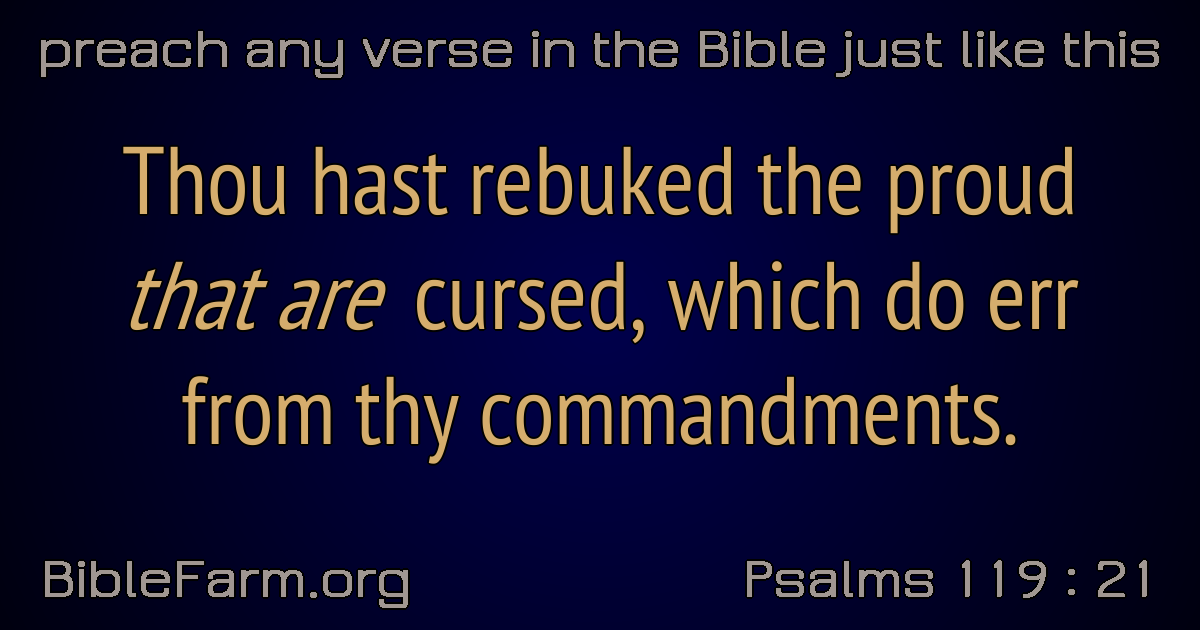 preach any verse in the Bible just like this
Thou hast rebuked the proud
that are cursed, which do err
from thy commandments.
BibleFarm.org
Psalms 119 : 21